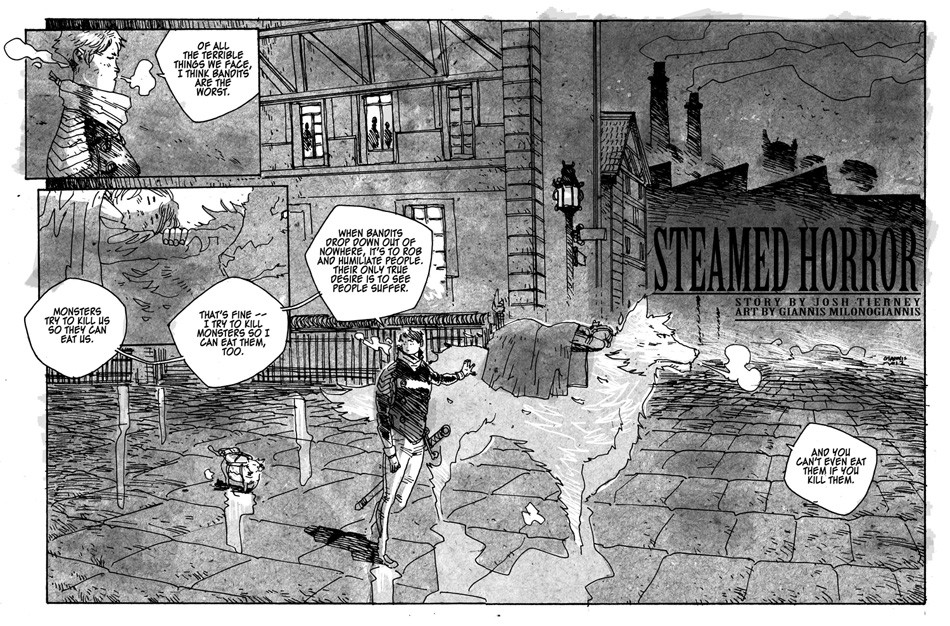 OF ALL
THE TERRIBLE
THINGS WE FACE,
I THINK BANDITS
ARE THE
WORST.
MONSTERS
TRY TO KILL US
SO THEY CAN
EAT US.
THAT'S FINE --
I TRY TO KILL
MONSTERS SO I
CAN EAT THEM,
TOO.
WHEN BANDITS
DROP DOWN OUT OF
NOWHERE, IT'S TO ROB
AND HUMILIATE PEOPLE.
THEIR ONLY TRUE
DESIRE IS TO SEE
PEOPLE SUFFER.
STEAMED HORROR
STORY BY JOSH TIERNEY
ART BY GIANNIS MILONOGIANNIS
AND YOU
CAN'T EVEN EAT
THEM IF YOU
KILL THEM.